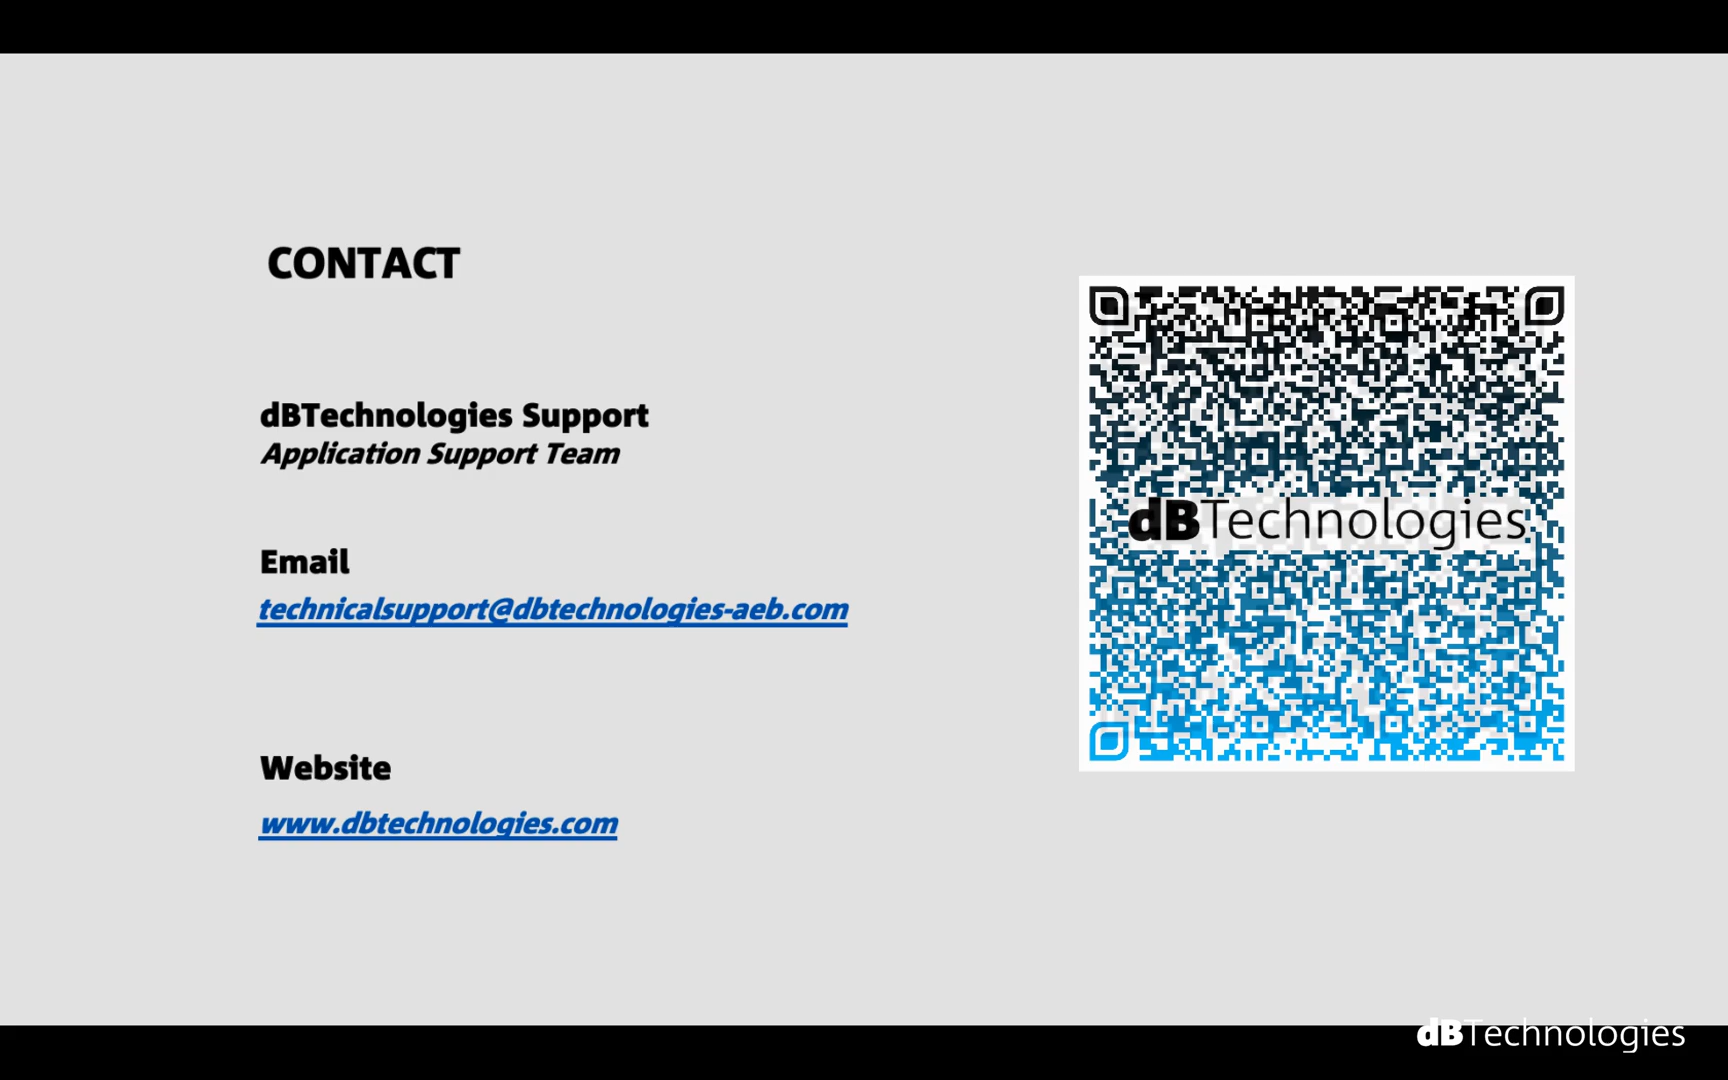 CONTACT
dBTechnologies Support
Application Support Team
Email
technicalsupport@dbtechnologies-aeb.com
Website
www.dbtechnologies.com
dBTechnologies
dBTechnologies